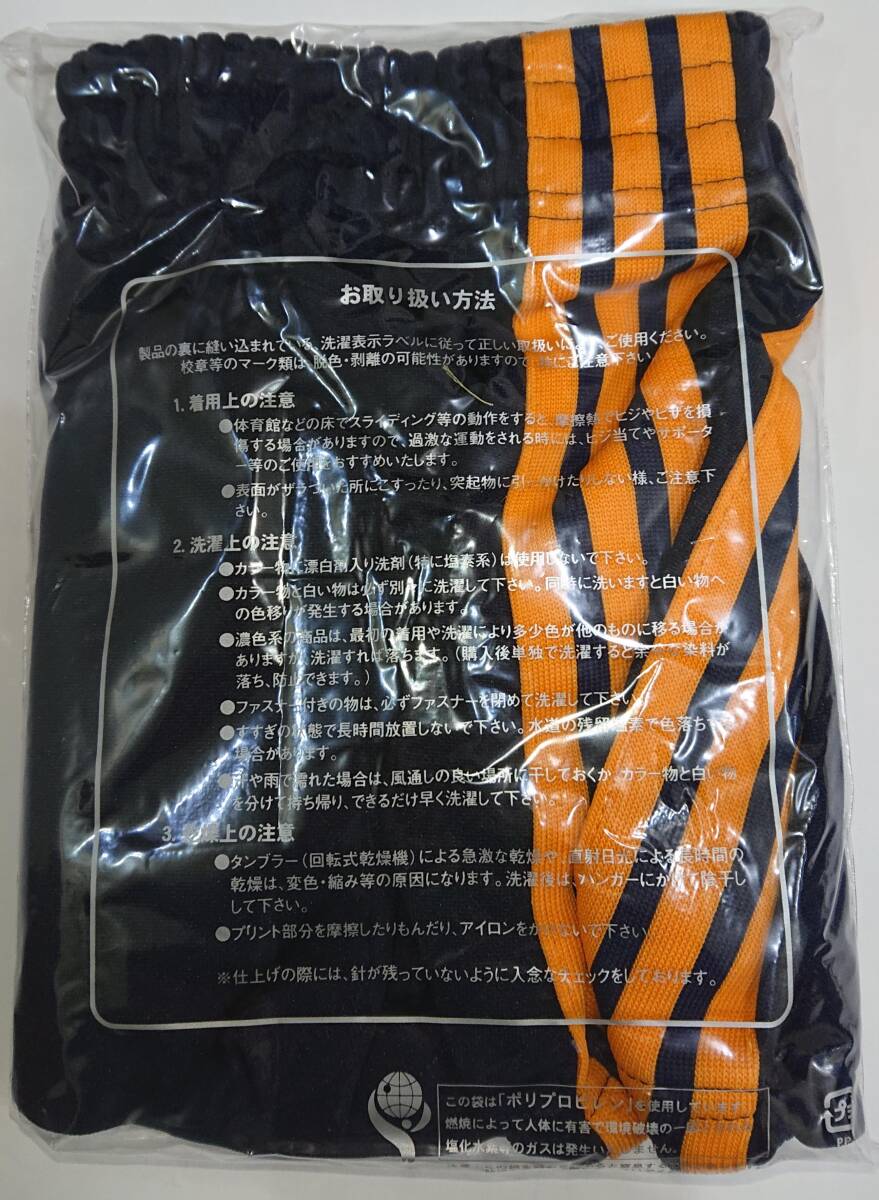 お取り扱い方法
製品の裏に縫い込まれている、洗濯表示ラベルに従って正しい取扱いに ご使用ください。
校章等のマーク類は、脱色・剥離の可能性がありますので、 にご注意下さい。
1. 着用上の注意
●体育館などの床でスライディング等の動作をすると、摩擦熱でヒジやヒザを損
傷する場合がありますので、過激な運動をされる時には、ヒジ当てやサポータ
ー等のご使用をおすすめいたします。
●表面がザラついた所にこすったり、突起物に引っ掛けたりしない様、ご注意下
さい。
2. 洗濯上の注意
●カラー物に漂白剤入り洗剤(特に塩素系)は使用しないで下さい。
●カラー物と白い物は必ず別々に洗濯して下さい。同時に洗いますと白い物へ
の色移りが発生する場合があります。
●濃色系の商品は、最初の着用や洗濯により多少色が他のものに移る場合が
ありますが、洗濯すれば落ちます。(購入後単独で洗濯すると余分な染料が
落ち、防止できます。)
●ファスナー付きの物は、必ずファスナーを閉めて洗濯して下さい。
●すすぎの状態で長時間放置しないで下さい。水道の残留塩素で色落ちする
場合があります。
●汗や雨で濡れた場合は、風通しの良い場所に干しておくか、カラー物と白い物
を分けて持ち帰り、できるだけ早く洗濯して下さい。
3. 乾燥上の注意
●タンブラー(回転式乾燥機)による急激な乾燥や、直射日光による長時間の
乾燥は、変色・縮み等の原因になります。洗濯後は、ハンガーにかけて陰干し
して下さい。
●プリント部分を摩擦したりもんだり、アイロンをかけないで下さい。
※仕上げの際には、針が残っていないように入念なチェックをしております。
この袋は「ポリプロピレン」を使用しています。
燃焼によって人体に有害で環境破壊の一
塩化水素等のガスは発生いたしません。
プラ
PP